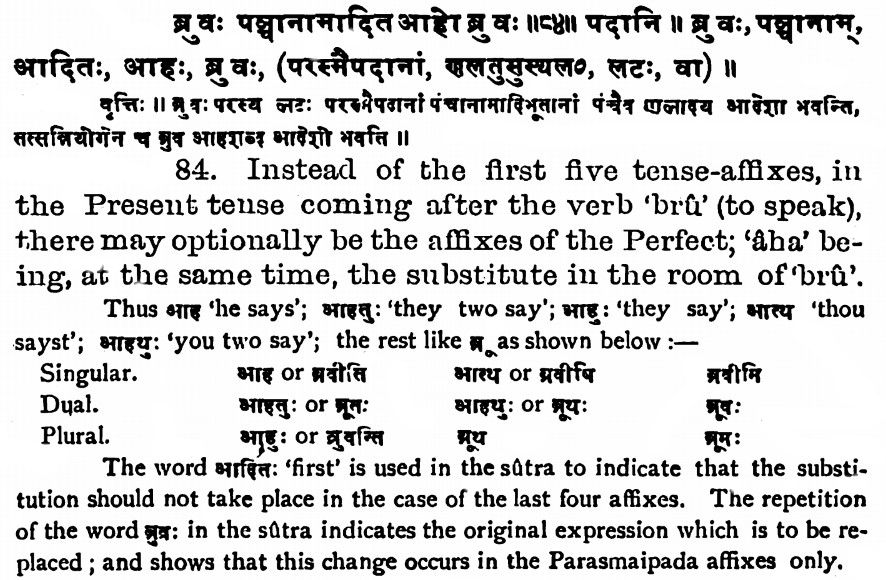 ब्रुवः पञ्चानामादित आहो ब्रुवः ॥८४॥ पदानि ॥ ब्रुवः, पञ्चानाम्,
आदितः, आहः, ब्रुवः, (परस्मैपदानां, णलतुसुस्थल०, लटः, वा) ॥
वृत्तिः ॥ ब्रुवः परस्य लटः परस्मैपदानां पंचानामादिभूतानां पंचैव णलादय आदेशा भवन्ति,
तत्सन्नियोगेन च ब्रुव आहशब्द आदेशो भवति ॥
84. Instead of the first five tense-affixes, in
the Present tense coming after the verb 'brû' (to speak),
there may optionally be the affixes of the Perfect; 'âha' be-
ing, at the same time, the substitute in the room of 'brû'.
Thus आह 'he says'; आहतुः 'they two say'; आहुः 'they say'; आत्थ 'thou
sayst'; आहथुः 'you two say'; the rest like ब्रू as shown below :—
Singular. आह or ब्रवीति आत्थ or ब्रवीषि ब्रवीमि
Dual. आहतुः or ब्रूतः आहथुः or ब्रूथः ब्रूवः
Plural. आहुः or ब्रुवन्ति ब्रूथ ब्रूमः
The word आदितः 'first' is used in the sûtra to indicate that the substi-
tution should not take place in the case of the last four affixes. The repetition
of the word ब्रुवः in the sûtra indicates the original expression which is to be re-
placed ; and shows that this change occurs in the Parasmaipada affixes only.